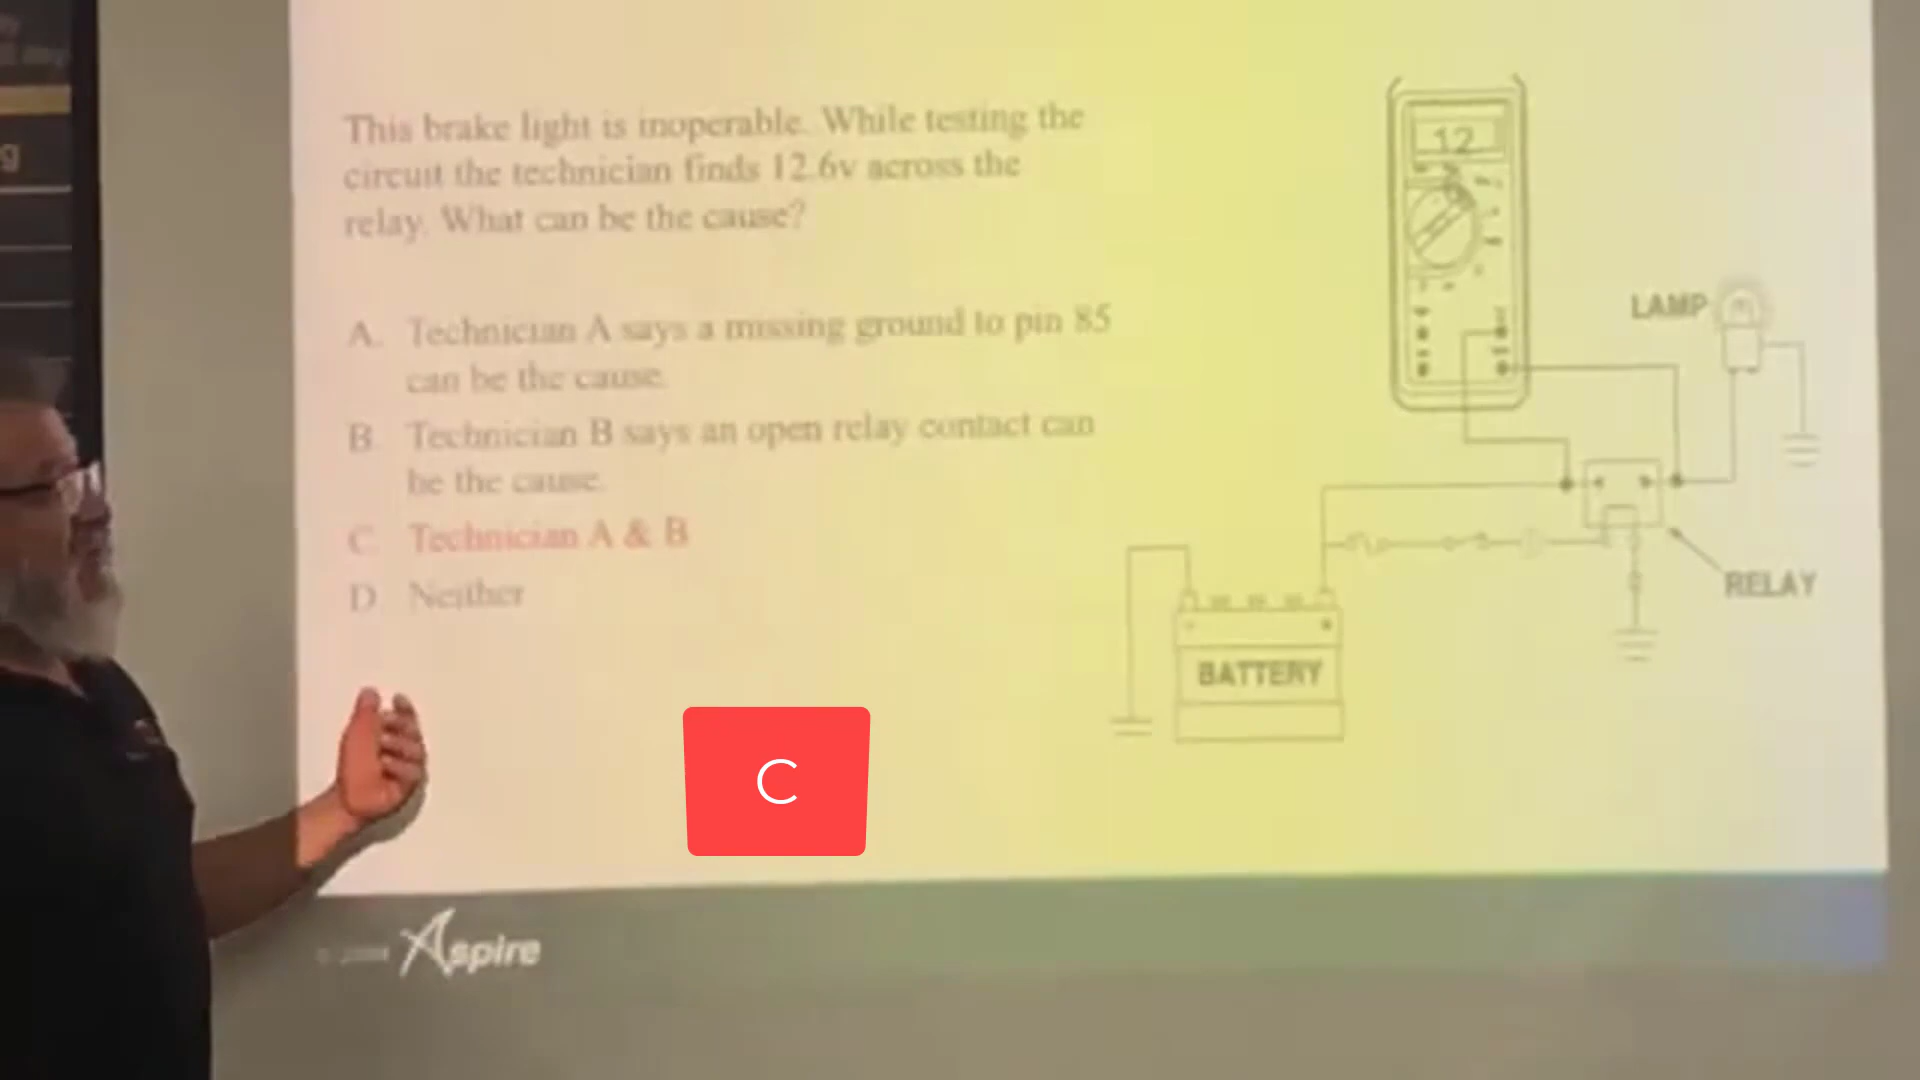 g
This brake light is inoperable. While testing the
circuit the technician finds 12.6v across the
relay. What can be the cause?
A. Technician A says a missing ground to pin 85
can be the cause.
B. Technician B says an open relay contact can
be the cause.
C. Technician A & B
D. Neither
12
LAMP
RELAY
BATTERY
C
Aspire